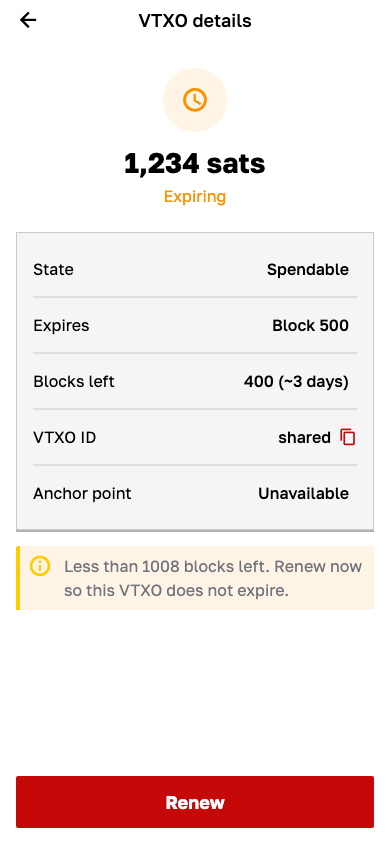 VTXO details
1,234 sats
Expiring
State Spendable
Expires Block 500
Blocks left 400 (~3 days)
VTXO ID shared
Anchor point Unavailable
Less than 1008 blocks left. Renew now
so this VTXO does not expire.
Renew